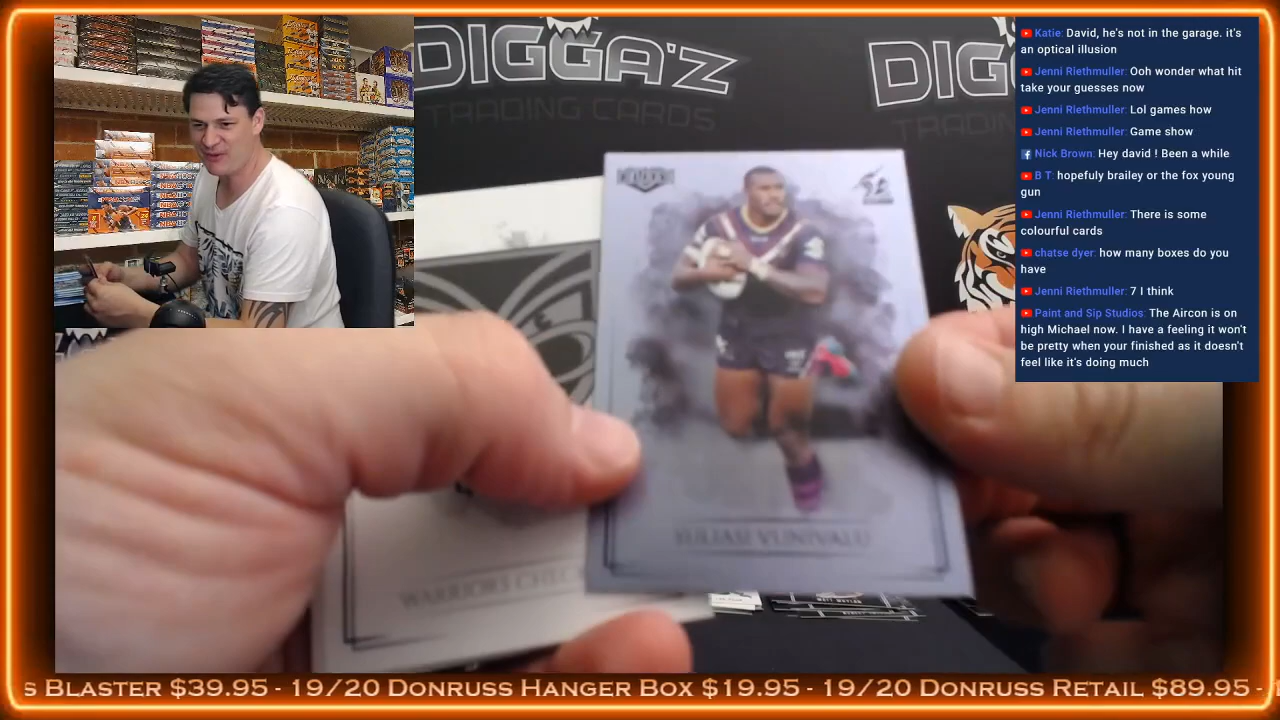 Katie: David, he's not in the garage. it's
an optical illusion
Jenni Riethmuller: Ooh wonder what hit
take your guesses now
Jenni Riethmuller: Lol games how
Jenni Riethmuller: Game show
Nick Brown: Hey david ! Been a while
B T: hopefuly brailey or the fox young
gun
Jenni Riethmuller: There is some
colourful cards
chatse dyer: how many boxes do you
have
Jenni Riethmuller: 7 I think
Paint and Sip Studios: The Aircon is on
high Michael now. I have a feeling it won't
be pretty when your finished as it doesn't
feel like it's doing much
DIGGA'Z
TRADING CARDS
DIG
SULIASI VUNIVALU
WARRIORS CHEC
S BLASTER $39.95 - 19/20 DONRUSS HANGER BOX $19.95 - 19/20 DONRUSS RETAIL $89.95 -